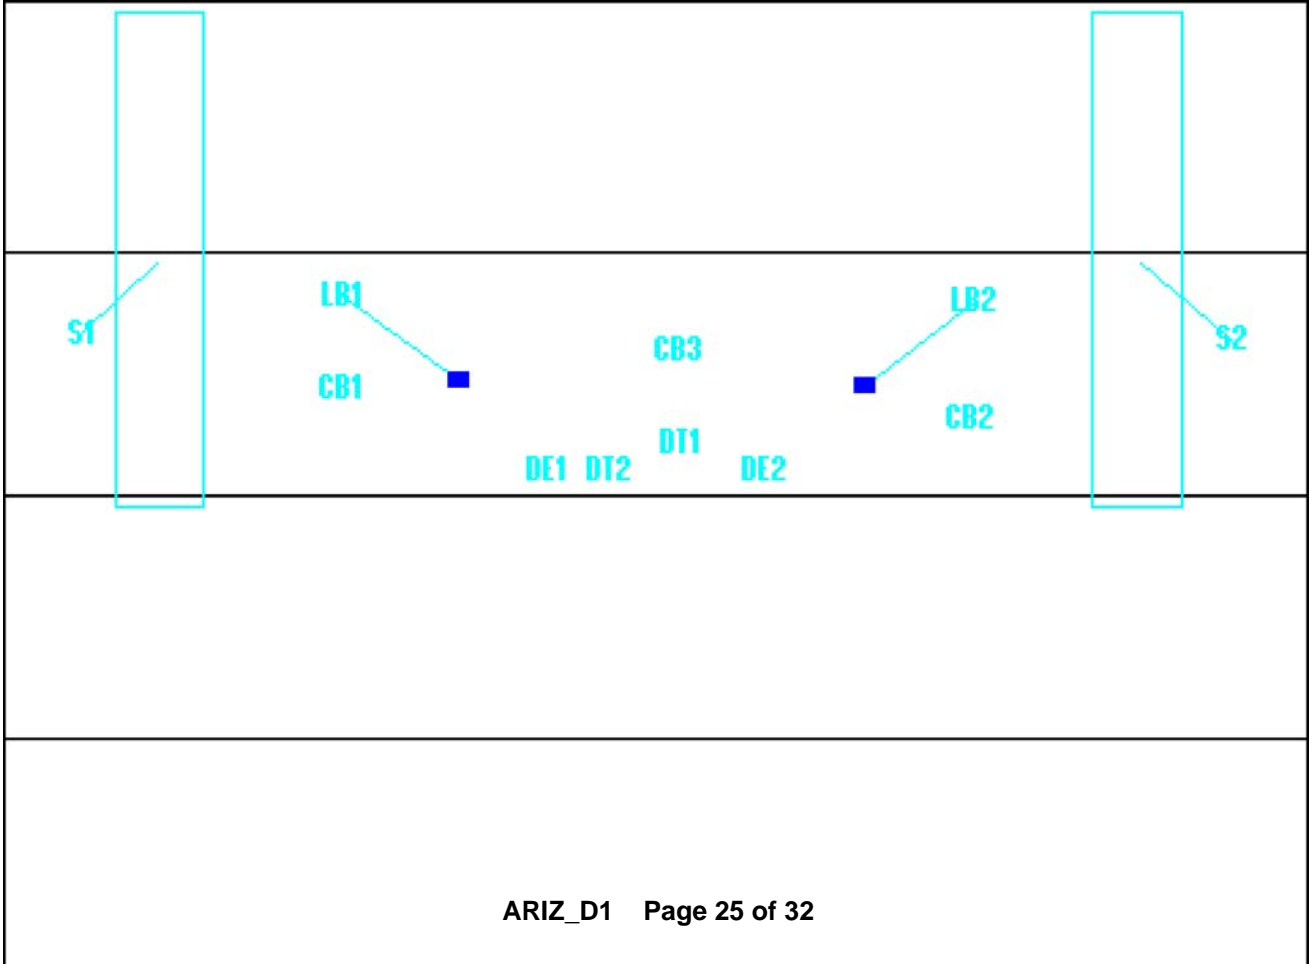 LB1
LB2
S1
S2
CB3
CB1
CB2
DT1
DE1 DT2 DE2
ARIZ_D1 Page 25 of 32